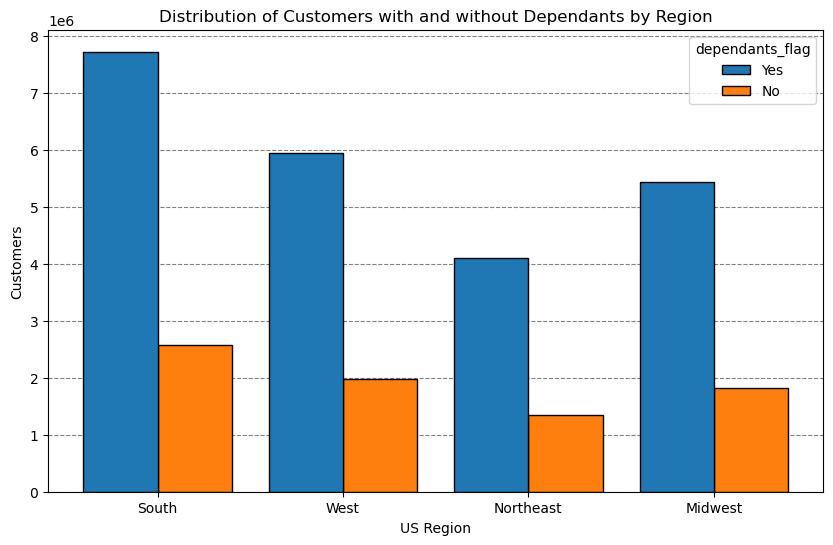 Distribution of Customers with and without Dependants by Region
1e6
8
7
6
5
4
3
2
1
0
Customers
dependants_flag
Yes
No
South West Northeast Midwest
US Region